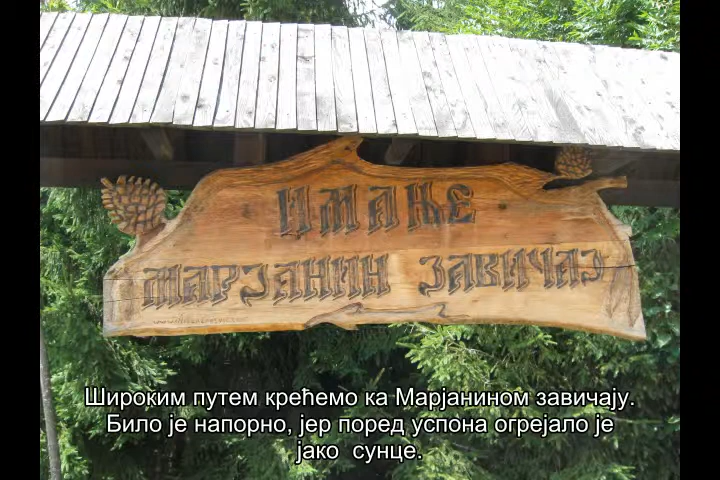 ИМАЊЕ
МАРЈАНИН ЗАВИЧАЈ
Широким путем крећемо ка Марјанином завичају.
Било је напорно, јер поред успона огрејало је
јако  сунце.